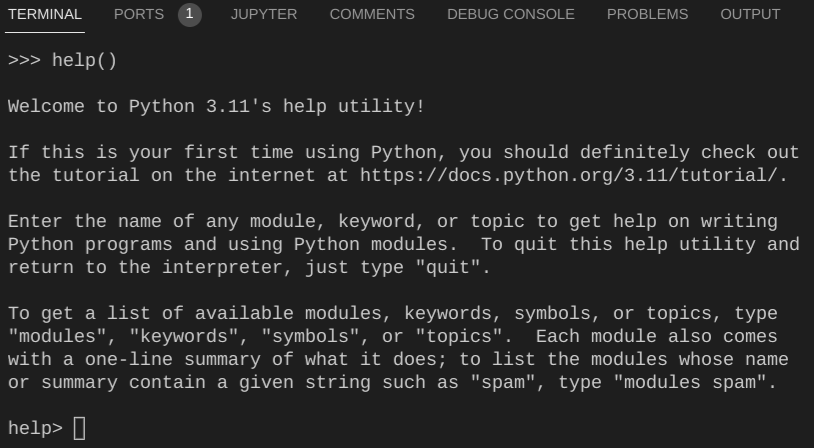 TERMINAL PORTS 1 JUPYTER COMMENTS DEBUG CONSOLE PROBLEMS OUTPUT
>>> help()
Welcome to Python 3.11's help utility!
If this is your first time using Python, you should definitely check out
the tutorial on the internet at https://docs.python.org/3.11/tutorial/.
Enter the name of any module, keyword, or topic to get help on writing
Python programs and using Python modules.  To quit this help utility and
return to the interpreter, just type "quit".
To get a list of available modules, keywords, symbols, or topics, type
"modules", "keywords", "symbols", or "topics".  Each module also comes
with a one-line summary of what it does; to list the modules whose name
or summary contain a given string such as "spam", type "modules spam".
help>